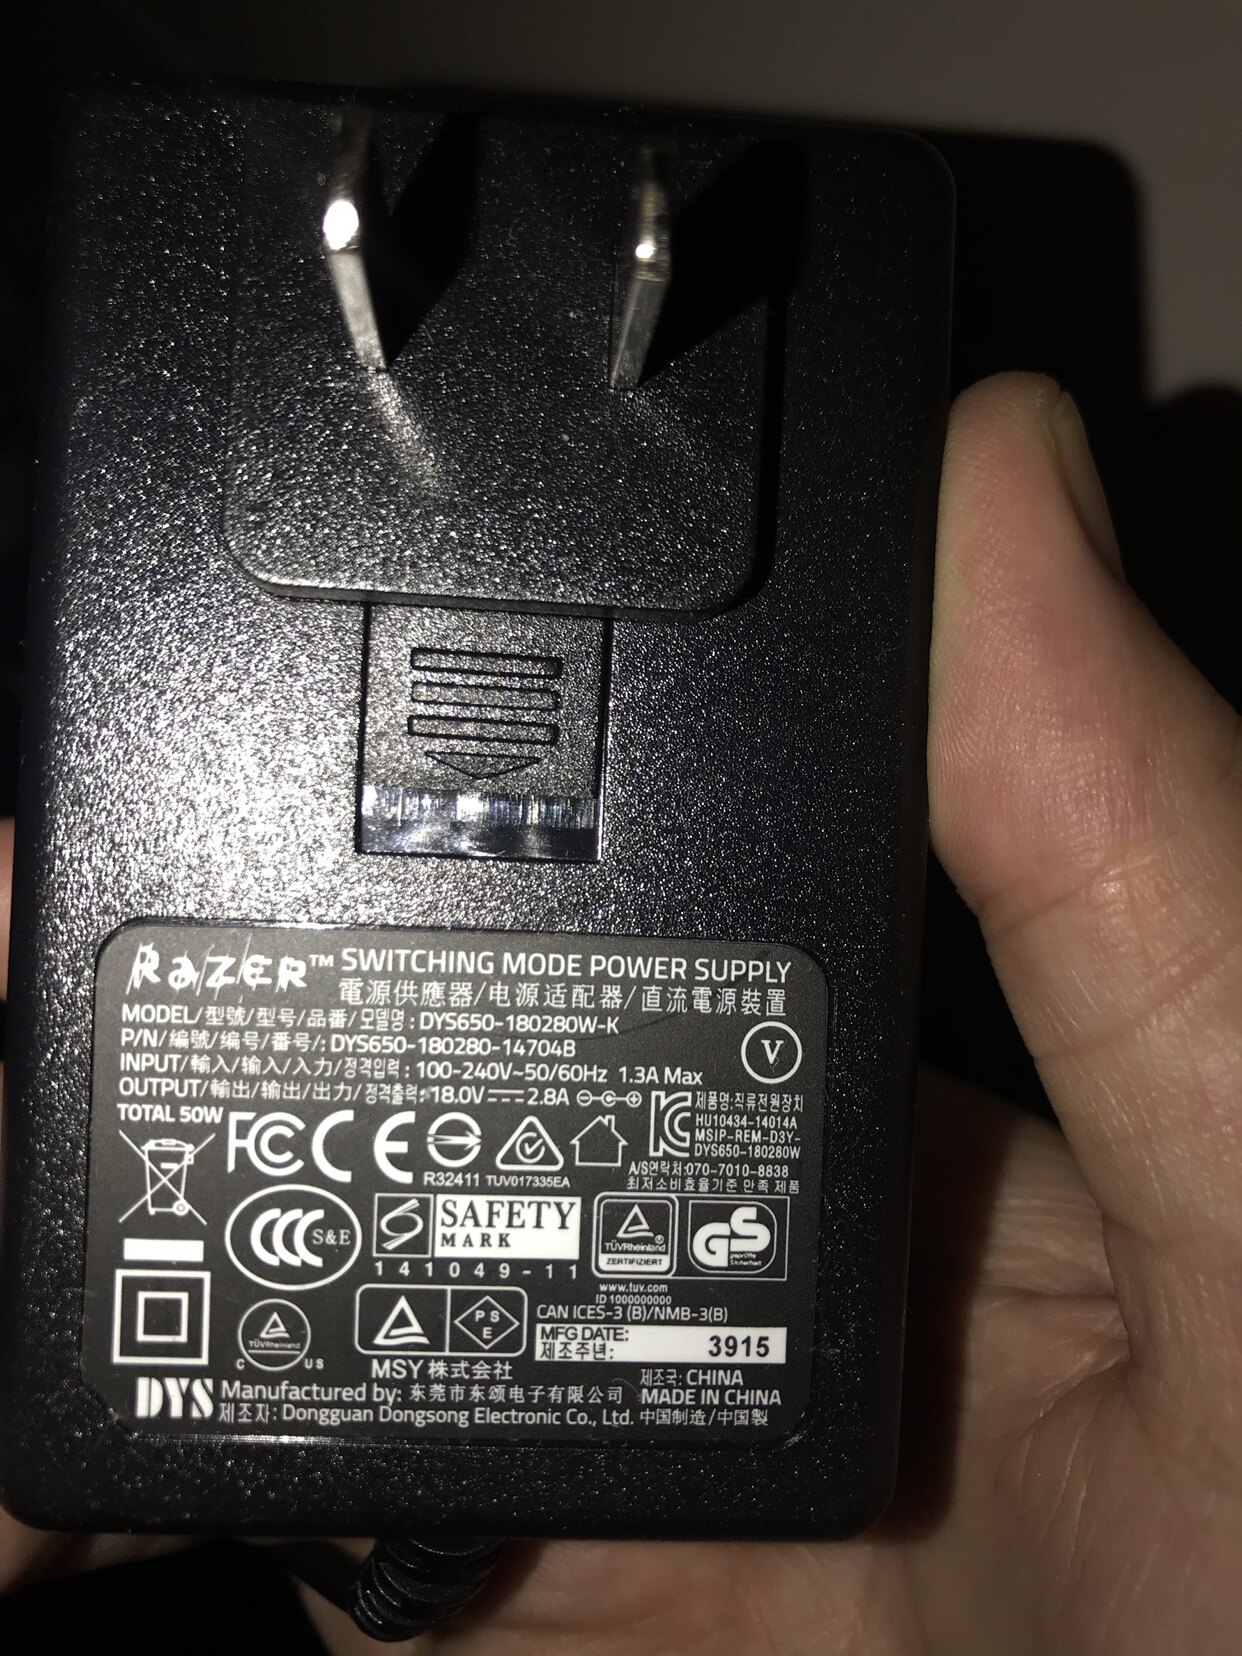 RAZER™ SWITCHING MODE POWER SUPPLY
電源供應器/电源适配器/直流電源裝置
MODEL/型號/型号/品番/모델명: DYS650-180280W-K
P/N/編號/编号/番号/: DYS650-180280-14704B
INPUT/輸入/输入/入力/정격입력: 100-240V~50/60Hz 1.3A Max
OUTPUT/輸出/输出/出力/정격출력: 18.0V 2.8A
V
TOTAL 50W
FC CE
R32411 TUV017335EA
KC
제품명:직류전원장치
HU10434-14014A
MSIP-REM-D3Y-
DYS650-180280W
A/S연락처:070-7010-8838
최저소비효율기준 만족 제품
CCC S&E
SAFETY
MARK
141049-11
TÜVRheinland®
ZERTIFIZIERT
GS
geprüfte
Sicherheit
www.tuv.com
ID 1000000000
TÜVRheinland
C US
PS
E
MSY 株式会社
CAN ICES-3 (B)/NMB-3(B)
MFG DATE:
제조주년: 3915
제조국: CHINA
MADE IN CHINA
中国制造/中国製
DYS
Manufactured by: 东莞市东颂电子有限公司
제조자: Dongguan Dongsong Electronic Co., Ltd.